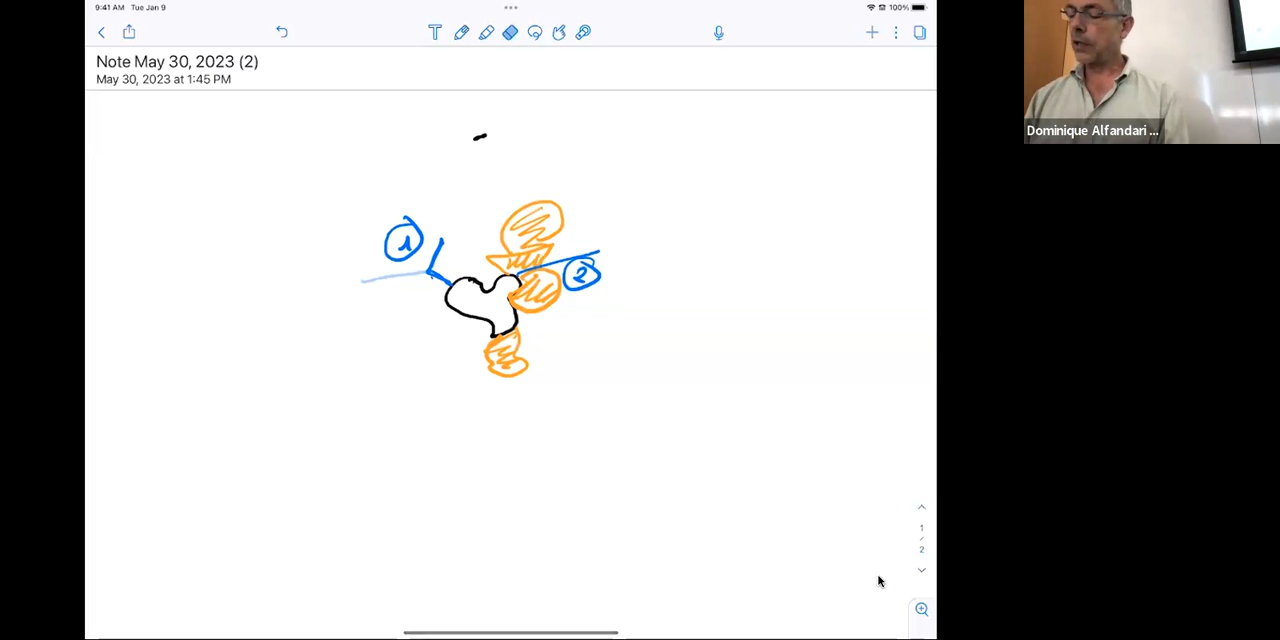 9:41 AM Tue Jan 9
100%
T
Note May 30, 2023 (2)
May 30, 2023 at 1:45 PM
Dominique Alfandari ...
1
2
1
2